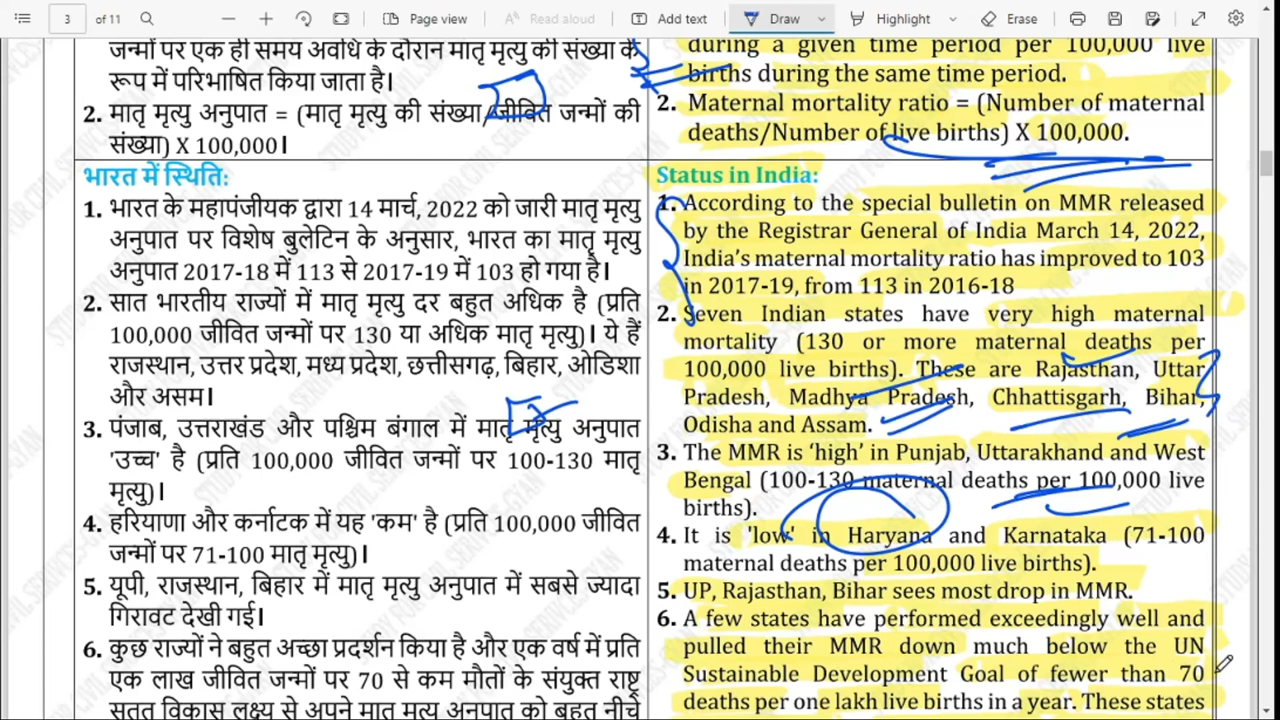 3
of 11
Page view
Read aloud
Add text
Draw
Highlight
Erase
जन्मों पर एक ही समय अवधि के दौरान मातृ मृत्यु की संख्या के
रूप में परिभाषित किया जाता है।
2. मातृ मृत्यु अनुपात = (मातृ मृत्यु की संख्या/जीवित जन्मों की
संख्या) X 100,000।
भारत में स्थिति:
1. भारत के महापंजीयक द्वारा 14 मार्च, 2022 को जारी मातृ मृत्यु
अनुपात पर विशेष बुलेटिन के अनुसार, भारत का मातृ मृत्यु
अनुपात 2017-18 में 113 से 2017-19 में 103 हो गया है।
2. सात भारतीय राज्यों में मातृ मृत्यु दर बहुत अधिक है (प्रति
100,000 जीवित जन्मों पर 130 या अधिक मातृ मृत्यु)। ये हैं
राजस्थान, उत्तर प्रदेश, मध्य प्रदेश, छत्तीसगढ़, बिहार, ओडिशा
और असम।
3. पंजाब, उत्तराखंड और पश्चिम बंगाल में मातृ मृत्यु अनुपात
'उच्च' है (प्रति 100,000 जीवित जन्मों पर 100-130 मातृ
मृत्यु)।
4. हरियाणा और कर्नाटक में यह 'कम' है (प्रति 100,000 जीवित
जन्मों पर 71-100 मातृ मृत्यु)।
5. यूपी, राजस्थान, बिहार में मातृ मृत्यु अनुपात में सबसे ज्यादा
गिरावट देखी गई।
6. कुछ राज्यों ने बहुत अच्छा प्रदर्शन किया है और एक वर्ष में प्रति
एक लाख जीवित जन्मों पर 70 से कम मौतों के संयुक्त राष्ट्र
सतत विकास लक्ष्य से अपने मातृ मृत्यु अनुपात को बहुत नीचे
during a given time period per 100,000 live
births during the same time period.
2. Maternal mortality ratio = (Number of maternal
deaths/Number of live births) X 100,000.
Status in India:
1. According to the special bulletin on MMR released
by the Registrar General of India March 14, 2022,
India's maternal mortality ratio has improved to 103
in 2017-19, from 113 in 2016-18
2. Seven Indian states have very high maternal
mortality (130 or more maternal deaths per
100,000 live births). These are Rajasthan, Uttar
Pradesh, Madhya Pradesh, Chhattisgarh, Bihar,
Odisha and Assam.
3. The MMR is 'high' in Punjab, Uttarakhand and West
Bengal (100-130 maternal deaths per 100,000 live
births).
4. It is 'low' in Haryana and Karnataka (71-100
maternal deaths per 100,000 live births).
5. UP, Rajasthan, Bihar sees most drop in MMR.
6. A few states have performed exceedingly well and
pulled their MMR down much below the UN
Sustainable Development Goal of fewer than 70
deaths per one lakh live births in a year. These states